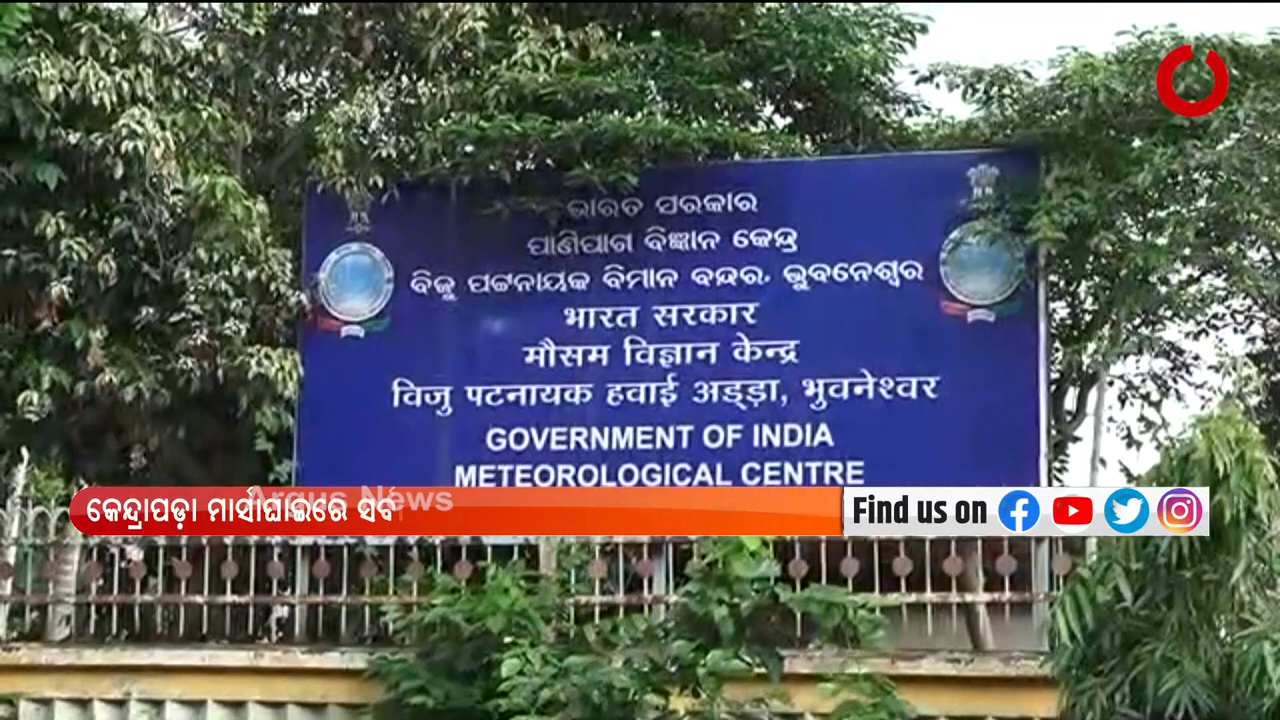 ଭାରତ ସରକାର
ପାଣିପାଗ ବିଜ୍ଞାନ କେନ୍ଦ୍ର
ବିଜୁ ପଟ୍ଟନାୟକ ବିମାନ ବନ୍ଦର, ଭୁବନେଶ୍ୱର
भारत सरकार
मौसम विज्ञान केन्द्र
विजु पटनायक हवाई अड्ड़ा, भुवनेश्वर
GOVERNMENT OF INDIA
METEOROLOGICAL CENTRE
Argus News
କେନ୍ଦ୍ରାପଡ଼ା ମାର୍ସାଘାଇରେ ସର୍ବ
Find us on